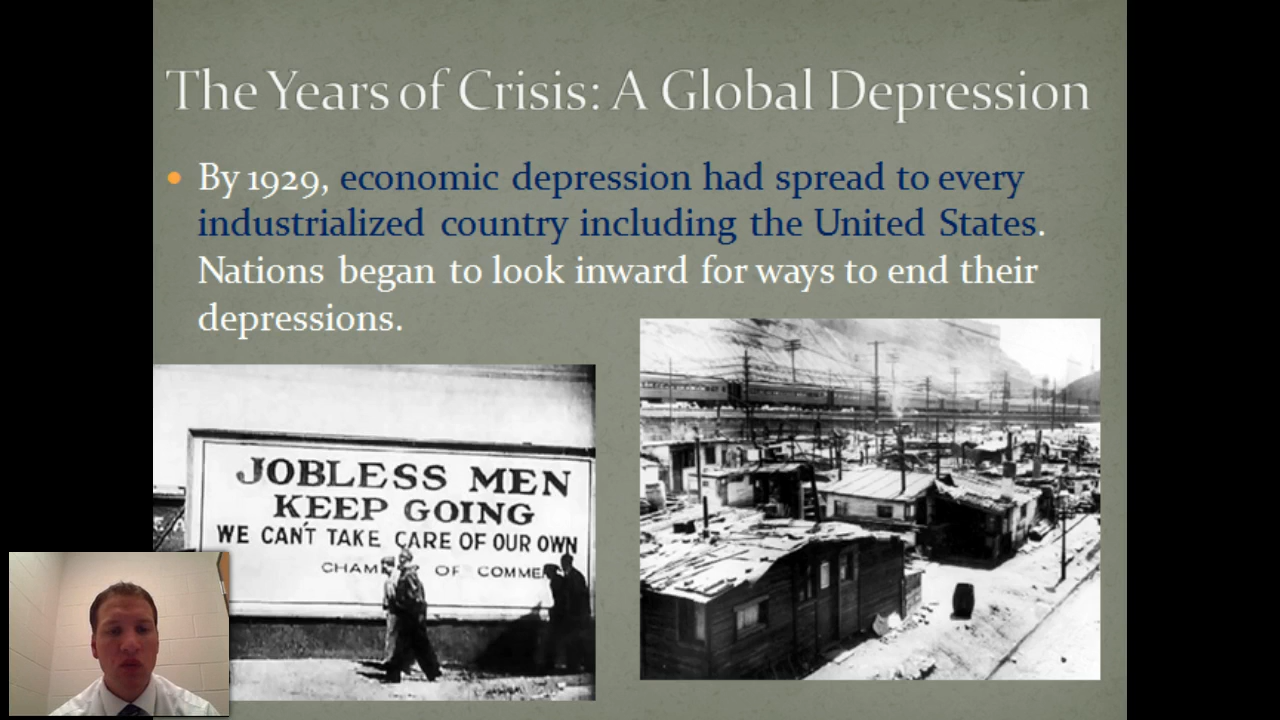 The Years of Crisis: A Global Depression
By 1929, economic depression had spread to every
industrialized country including the United States.
Nations began to look inward for ways to end their
depressions.
JOBLESS MEN
KEEP GOING
WE CAN'T TAKE CARE OF OUR OWN
OF